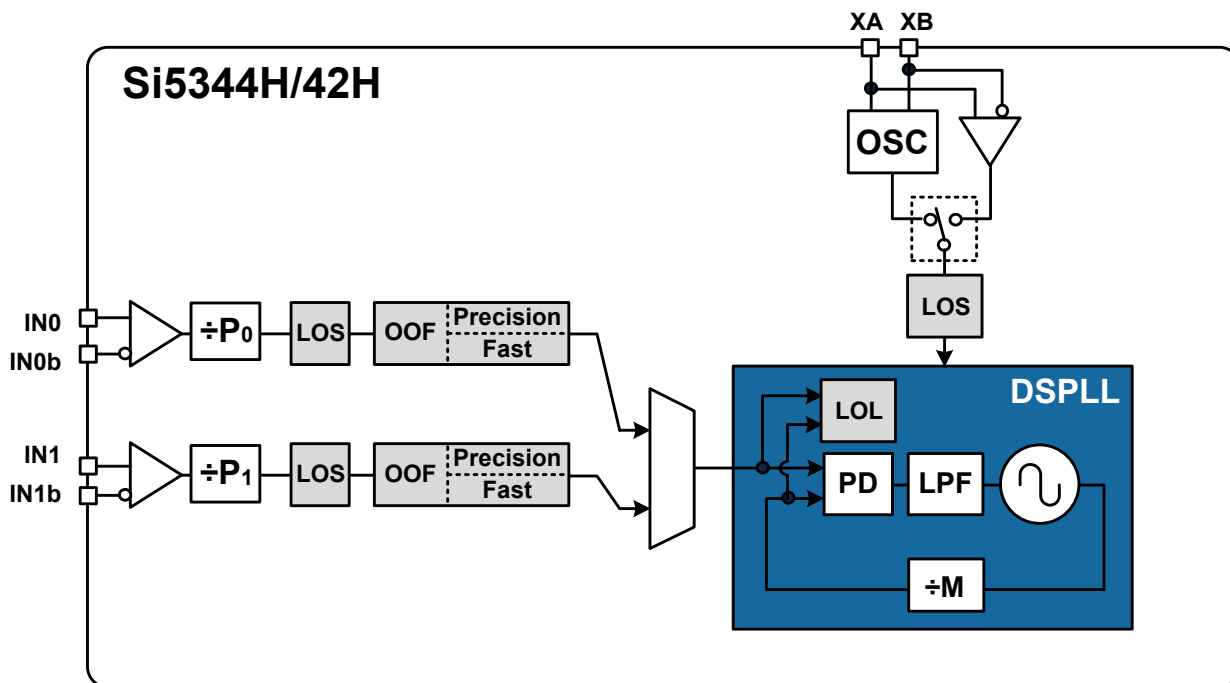 XA XB
Si5344H/42H
OSC
LOS
IN0
IN0b
÷P0
LOS
OOF
Precision
Fast
IN1
IN1b
÷P1
LOS
OOF
Precision
Fast
DSPLL
LOL
PD
LPF
÷M